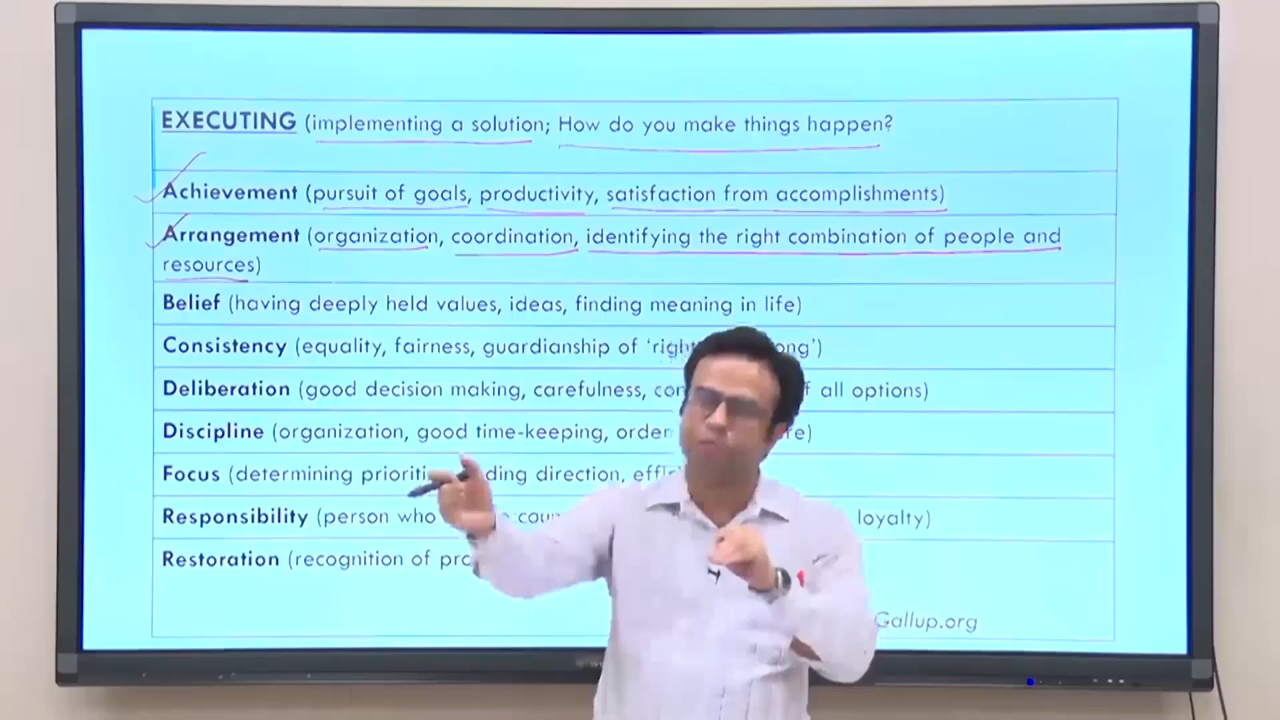 EXECUTING (implementing a solution; How do you make things happen?
Achievement (pursuit of goals, productivity, satisfaction from accomplishments)
Arrangement (organization, coordination, identifying the right combination of people and
resources)
Belief (having deeply held values, ideas, finding meaning in life)
Consistency (equality, fairness, guardianship of ‘right
Deliberation (good decision making, carefulness, all options)
Discipline (organization, good time-keeping, order
Focus (determining direction,
Responsibility (person who loyalty)
Restoration (recognition of
Gallup.org